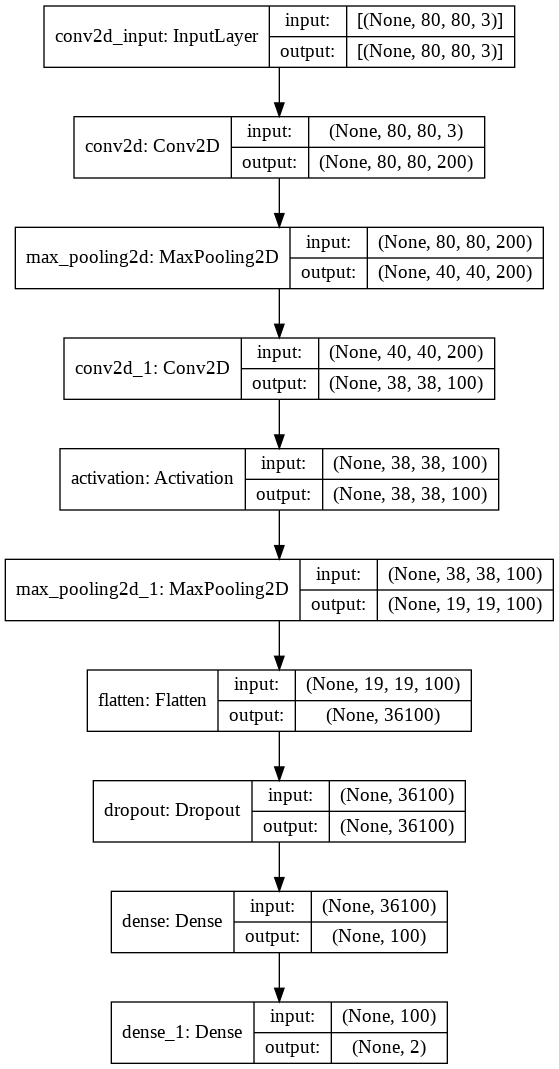 conv2d_input: InputLayer
input:
[(None, 80, 80, 3)]
output:
[(None, 80, 80, 3)]
conv2d: Conv2D
input:
(None, 80, 80, 3)
output:
(None, 80, 80, 200)
max_pooling2d: MaxPooling2D
input:
(None, 80, 80, 200)
output:
(None, 40, 40, 200)
conv2d_1: Conv2D
input:
(None, 40, 40, 200)
output:
(None, 38, 38, 100)
activation: Activation
input:
(None, 38, 38, 100)
output:
(None, 38, 38, 100)
max_pooling2d_1: MaxPooling2D
input:
(None, 38, 38, 100)
output:
(None, 19, 19, 100)
flatten: Flatten
input:
(None, 19, 19, 100)
output:
(None, 36100)
dropout: Dropout
input:
(None, 36100)
output:
(None, 36100)
dense: Dense
input:
(None, 36100)
output:
(None, 100)
dense_1: Dense
input:
(None, 100)
output:
(None, 2)